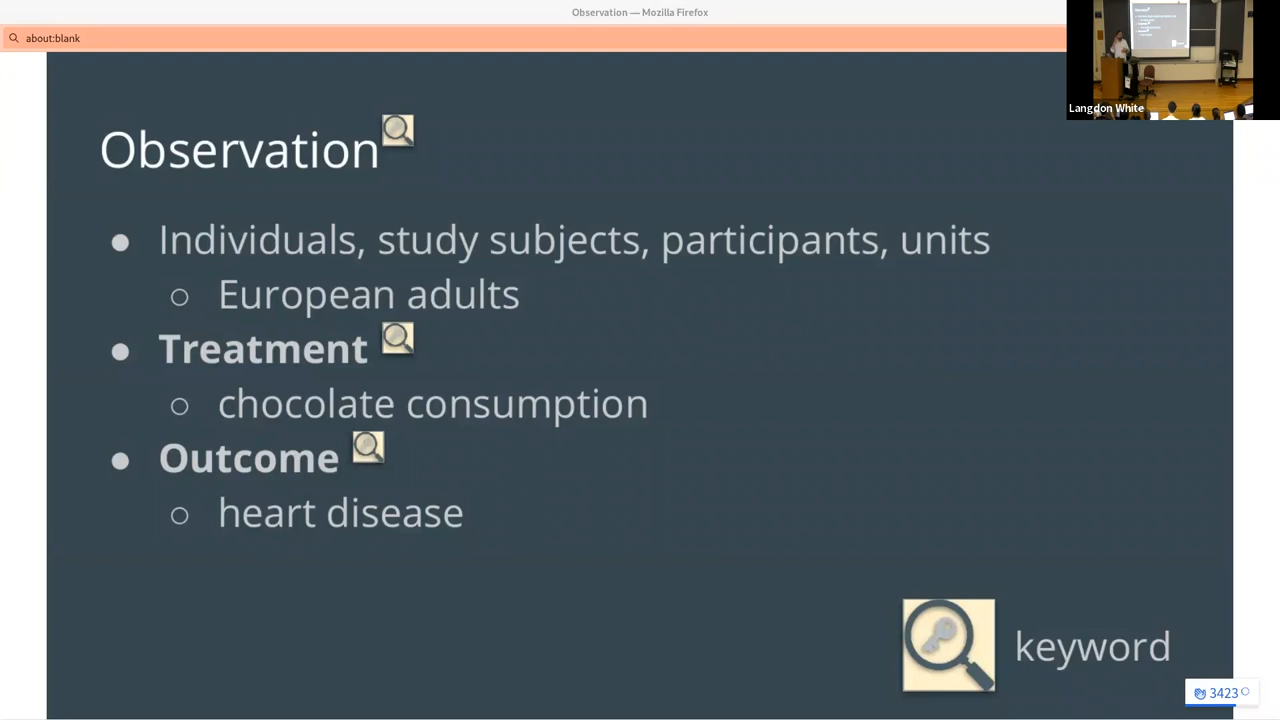 Observation — Mozilla Firefox
about:blank
Langdon White
Observation
● Individuals, study subjects, participants, units
○ European adults
● Treatment
○ chocolate consumption
● Outcome
○ heart disease
keyword
3423